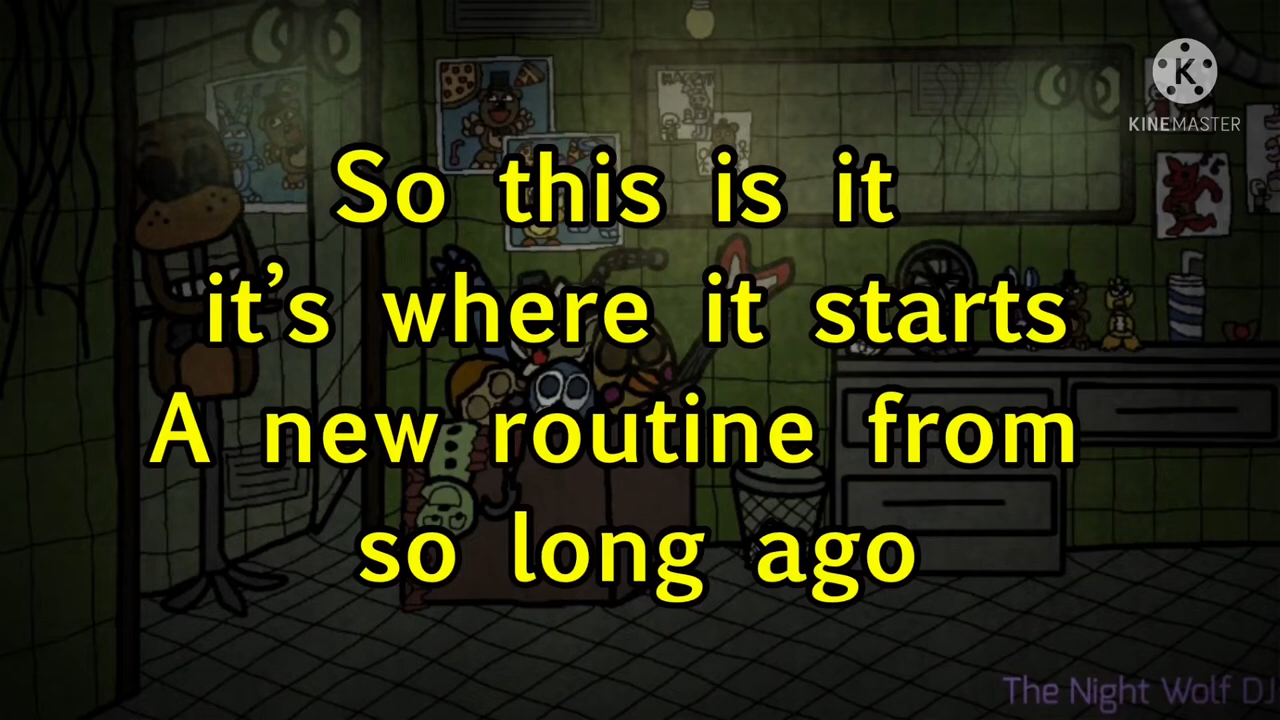 HAPPY!
K
KINEMASTER
So this is it
it's where it starts
A new routine from
so long ago
The Night Wolf DJ